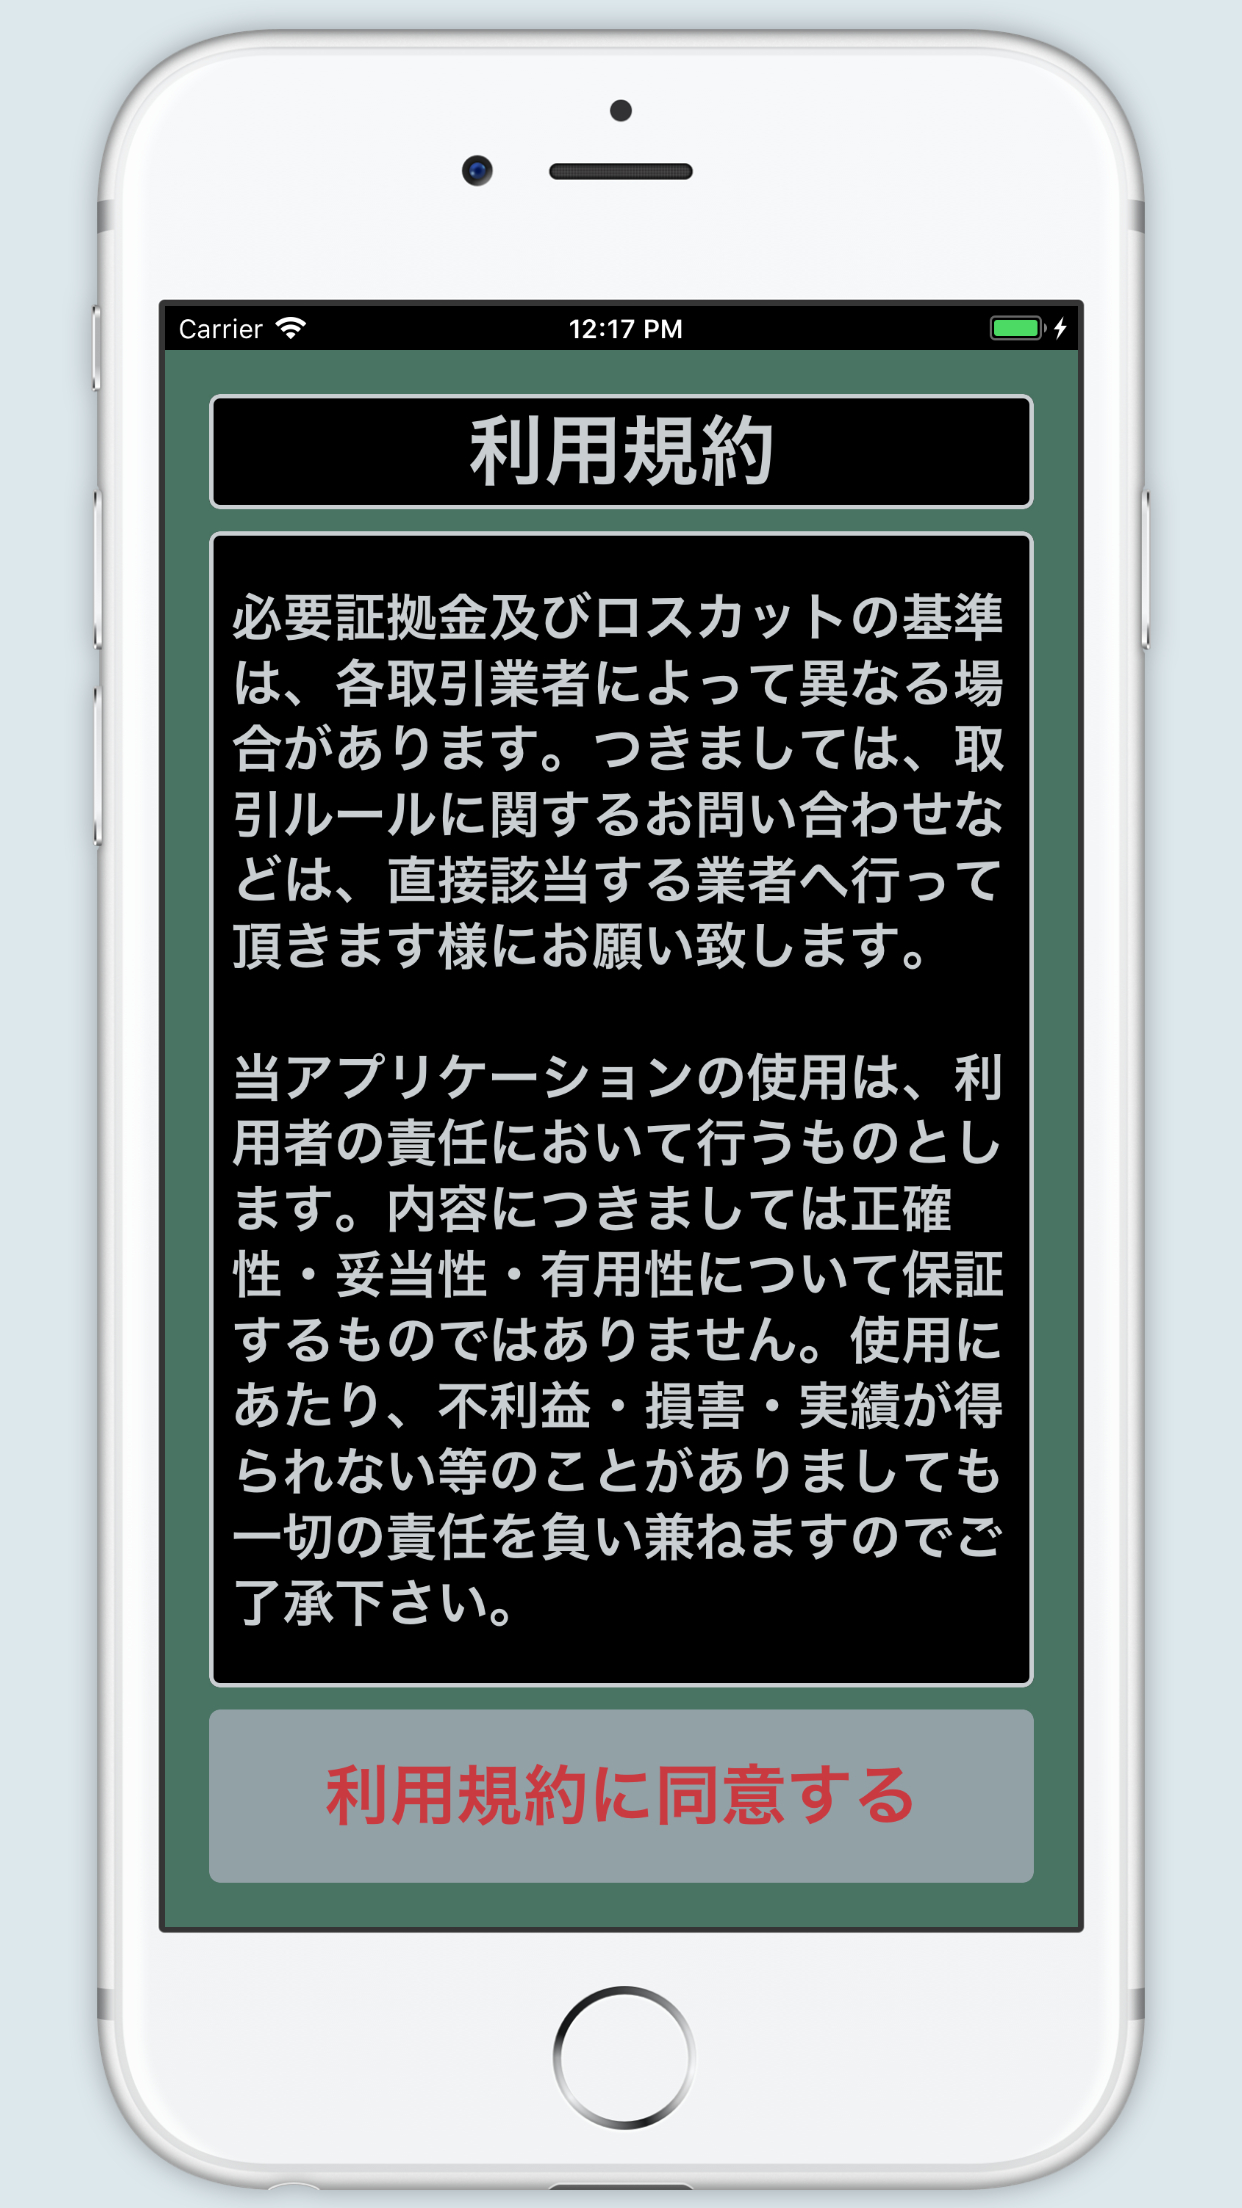 Carrier 12:17 PM
利用規約
必要証拠金及びロスカットの基準
は、各取引業者によって異なる場
合があります。つきましては、取
引ルールに関するお問い合わせな
どは、直接該当する業者へ行って
頂きます様にお願い致します。
当アプリケーションの使用は、利
用者の責任において行うものとし
ます。内容につきましては正確
性・妥当性・有用性について保証
するものではありません。使用に
あたり、不利益・損害・実績が得
られない等のことがありましても
一切の責任を負い兼ねますのでご
了承下さい。
利用規約に同意する